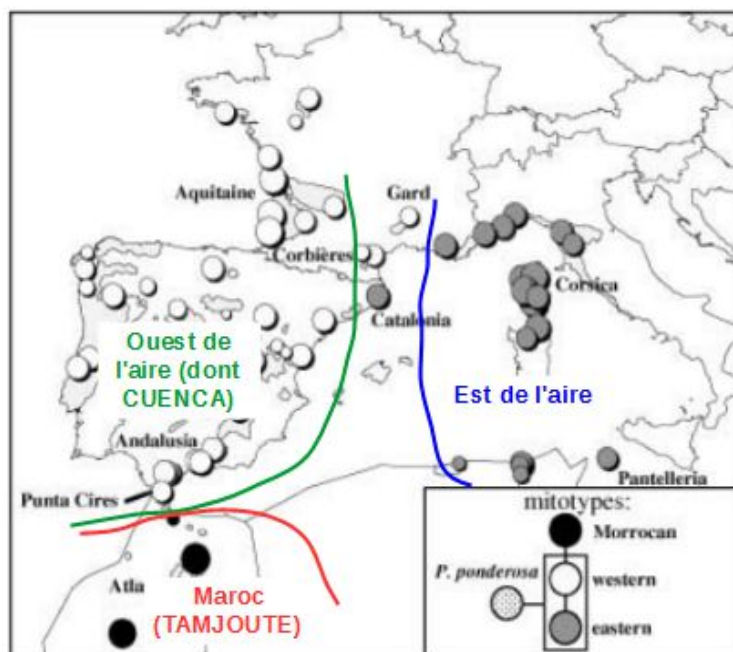 Aquitaine
Gard
Corbières
Corsica
Catalonia
Ouest de
l'aire (dont
CUENCA)
Est de l'aire
Andalusia
Punta Cires
Pantelleria
Atla
Maroc
(TAMJOUTE)
mitotypes:
Morrocan
P. ponderosa
western
eastern